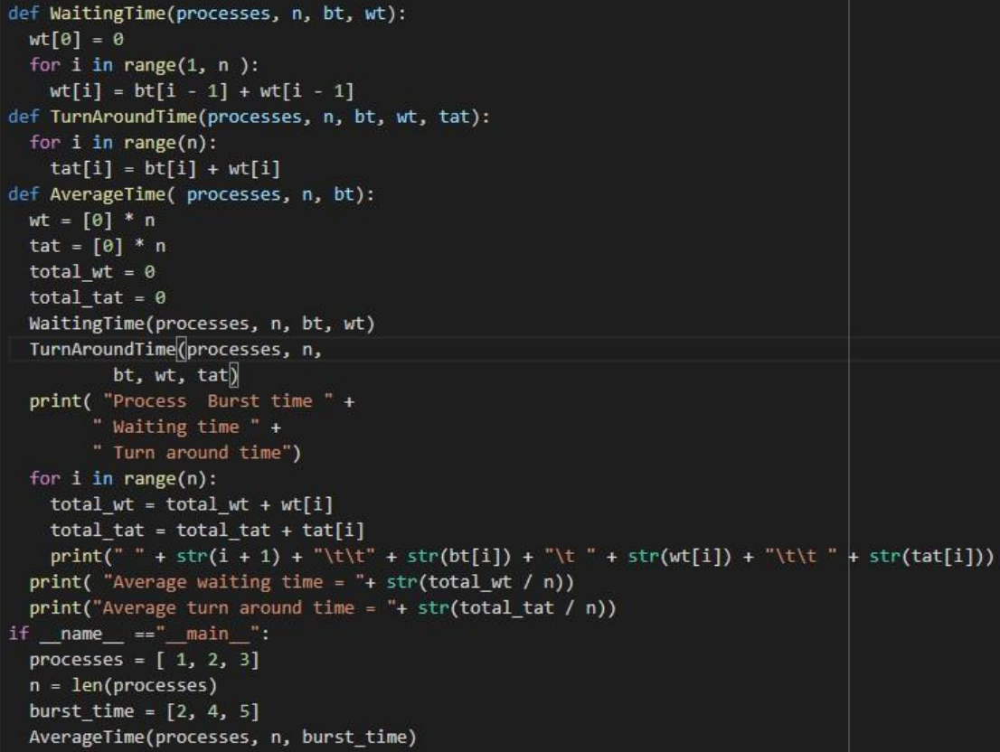 def WaitingTime(processes, n, bt, wt):
  wt[0] = 0
  for i in range(1, n ):
    wt[i] = bt[i - 1] + wt[i - 1]
def TurnAroundTime(processes, n, bt, wt, tat):
  for i in range(n):
    tat[i] = bt[i] + wt[i]
def AverageTime( processes, n, bt):
  wt = [0] * n
  tat = [0] * n
  total_wt = 0
  total_tat = 0
  WaitingTime(processes, n, bt, wt)
  TurnAroundTime(processes, n,
          bt, wt, tat)
  print( "Process  Burst time " +
        " Waiting time " +
        " Turn around time")
  for i in range(n):
    total_wt = total_wt + wt[i]
    total_tat = total_tat + tat[i]
    print(" " + str(i + 1) + "\t\t" + str(bt[i]) + "\t " + str(wt[i]) + "\t\t " + str(tat[i]))
  print( "Average waiting time = "+ str(total_wt / n))
  print("Average turn around time = "+ str(total_tat / n))
if __name__ =="__main__":
  processes = [ 1, 2, 3]
  n = len(processes)
  burst_time = [2, 4, 5]
  AverageTime(processes, n, burst_time)